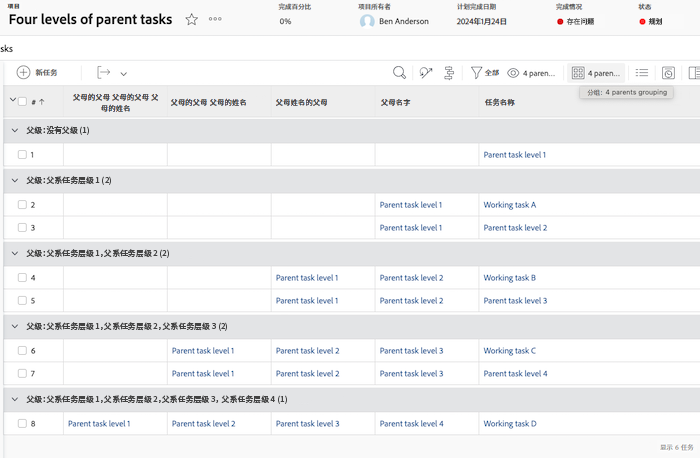 项目
Four levels of parent tasks
完成百分比
0%
项目所有者
Ben Anderson
计划完成日期
2024年1月24日
完成情况
存在问题
状态
规划
sks
新任务
全部
4 paren...
4 paren...
分组: 4 parents grouping
#
父母的父母 父母的父母 父母的姓名
父母的父母 父母的姓名
父母姓名的父母
父母名字
任务名称
父级:没有父级 (1)
1 Parent task level 1
父级:父系任务层级 1 (2)
2 Parent task level 1 Working task A
3 Parent task level 1 Parent task level 2
父级:父系任务层级 1,父系任务层级 2 (2)
4 Parent task level 1 Parent task level 2 Working task B
5 Parent task level 1 Parent task level 2 Parent task level 3
父级:父系任务层级 1,父系任务层级 2,父系任务层级 3 (2)
6 Parent task level 1 Parent task level 2 Parent task level 3 Working task C
7 Parent task level 1 Parent task level 2 Parent task level 3 Parent task level 4
父级:父系任务层级 1,父系任务层级 2,父系任务层级 3, 父系任务层级 4 (1)
8 Parent task level 1 Parent task level 2 Parent task level 3 Parent task level 4 Working task D
显示 6 任务